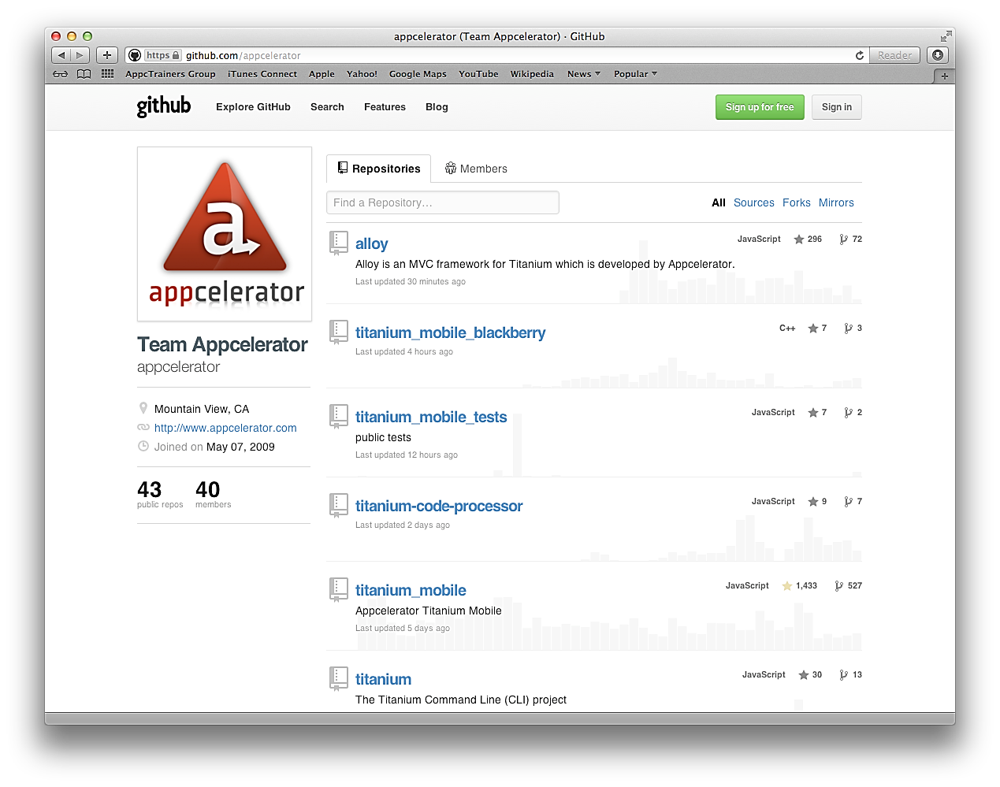 appcelerator (Team Appcelerator) · GitHub
https github.com/appcelerator Reader
AppcTrainers Group iTunes Connect Apple Yahoo! Google Maps YouTube Wikipedia News Popular
github Explore GitHub Search Features Blog Sign up for free Sign in
a
appcelerator
Team Appcelerator
appcelerator
Mountain View, CA
http://www.appcelerator.com
Joined on May 07, 2009
43 40
public repos members
Repositories Members
Find a Repository… All Sources Forks Mirrors
alloy JavaScript 296 72
Alloy is an MVC framework for Titanium which is developed by Appcelerator.
Last updated 30 minutes ago
titanium_mobile_blackberry C++ 7 3
Last updated 4 hours ago
titanium_mobile_tests JavaScript 7 2
public tests
Last updated 12 hours ago
titanium-code-processor JavaScript 9 7
Last updated 2 days ago
titanium_mobile JavaScript 1,433 527
Appcelerator Titanium Mobile
Last updated 5 days ago
titanium JavaScript 30 13
The Titanium Command Line (CLI) project